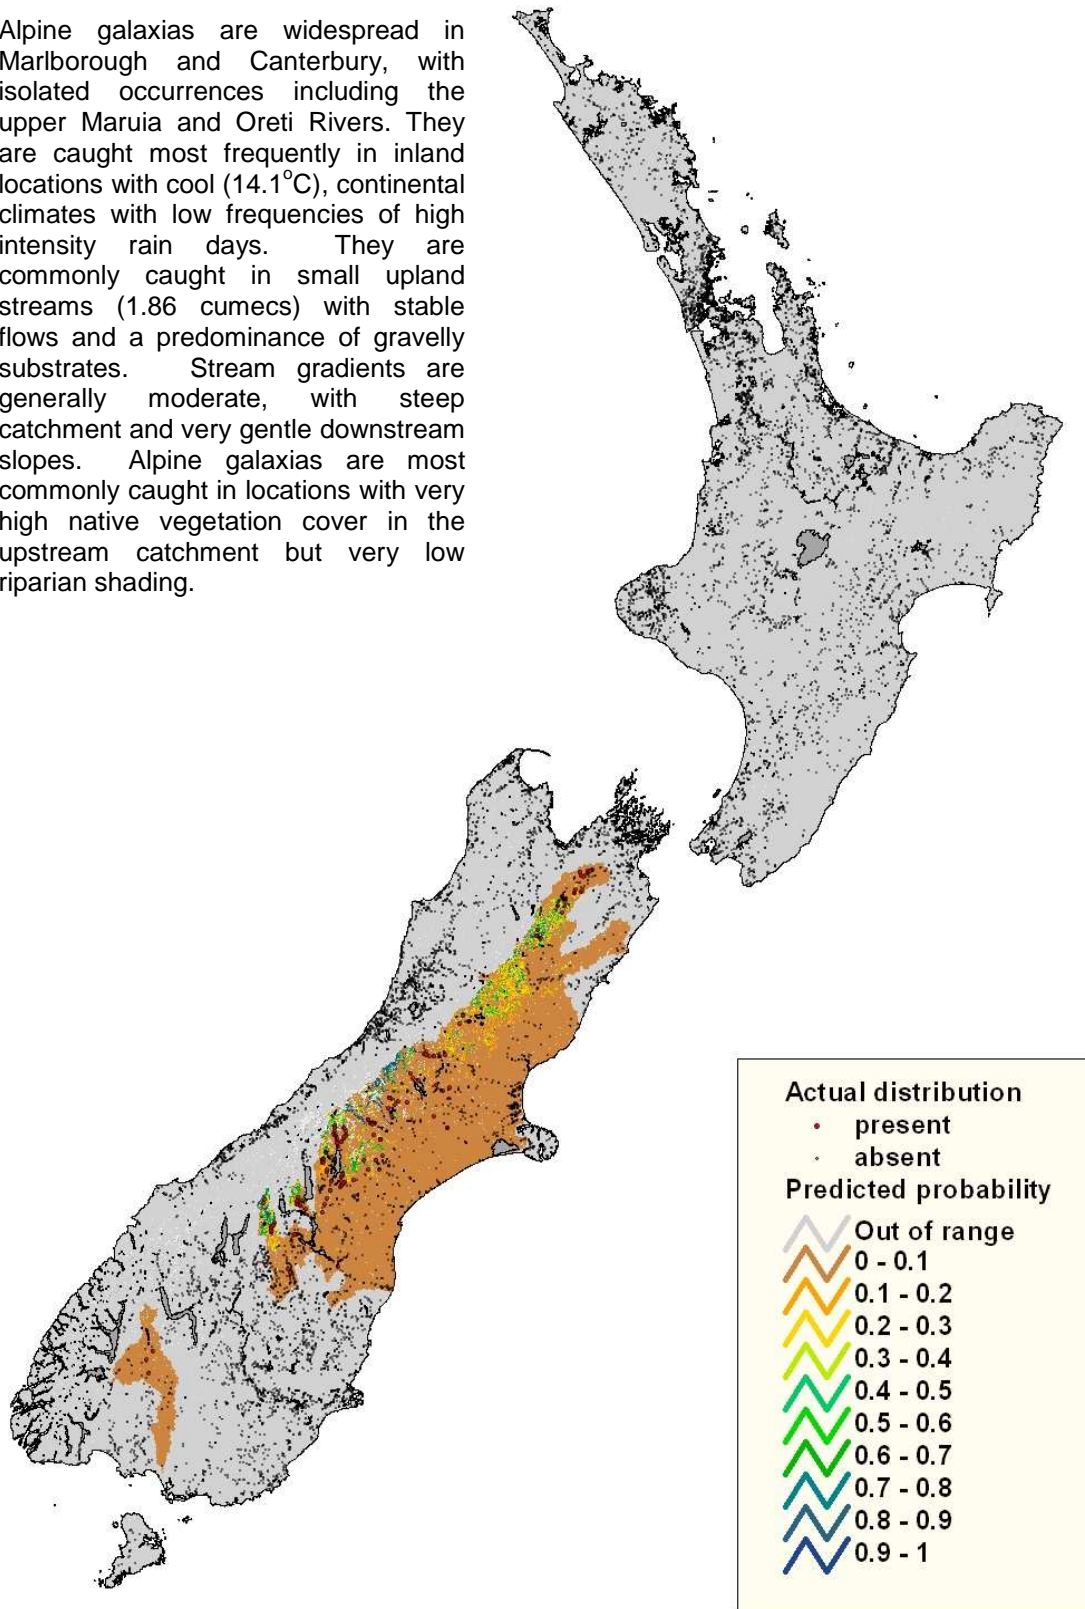 Alpine galaxias are widespread in
Marlborough and Canterbury, with
isolated occurrences including the
upper Maruia and Oreti Rivers. They
are caught most frequently in inland
locations with cool (14.1°C), continental
climates with low frequencies of high
intensity rain days. They are
commonly caught in small upland
streams (1.86 cumecs) with stable
flows and a predominance of gravelly
substrates. Stream gradients are
generally moderate, with steep
catchment and very gentle downstream
slopes. Alpine galaxias are most
commonly caught in locations with very
high native vegetation cover in the
upstream catchment but very low
riparian shading.
Actual distribution
present
absent
Predicted probability
Out of range
0 - 0.1
0.1 - 0.2
0.2 - 0.3
0.3 - 0.4
0.4 - 0.5
0.5 - 0.6
0.6 - 0.7
0.7 - 0.8
0.8 - 0.9
0.9 - 1